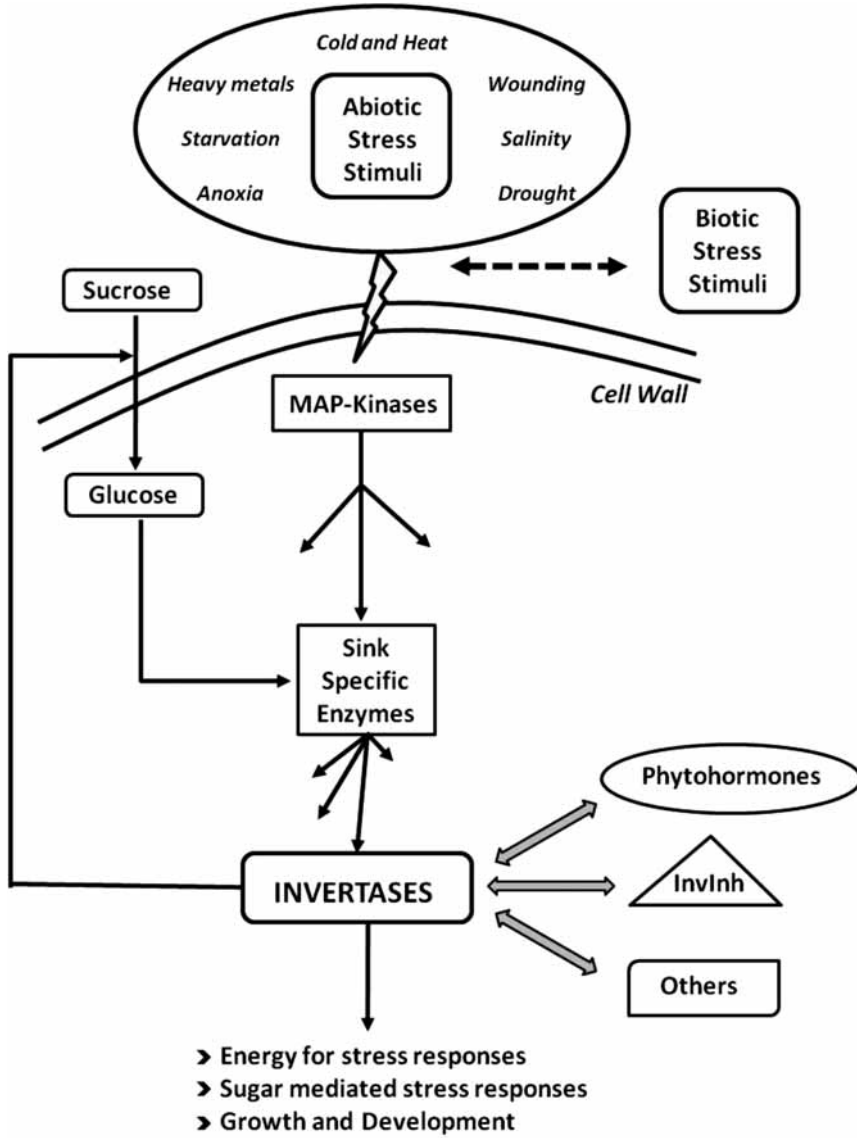 Cold and Heat
Heavy metals
Wounding
Abiotic
Stress
Stimuli
Starvation
Salinity
Anoxia
Drought
Biotic
Stress
Stimuli
Sucrose
Cell Wall
MAP-Kinases
Glucose
Sink
Specific
Enzymes
Phytohormones
INVERTASES
InvInh
Others
Energy for stress responses
Sugar mediated stress responses
Growth and Development